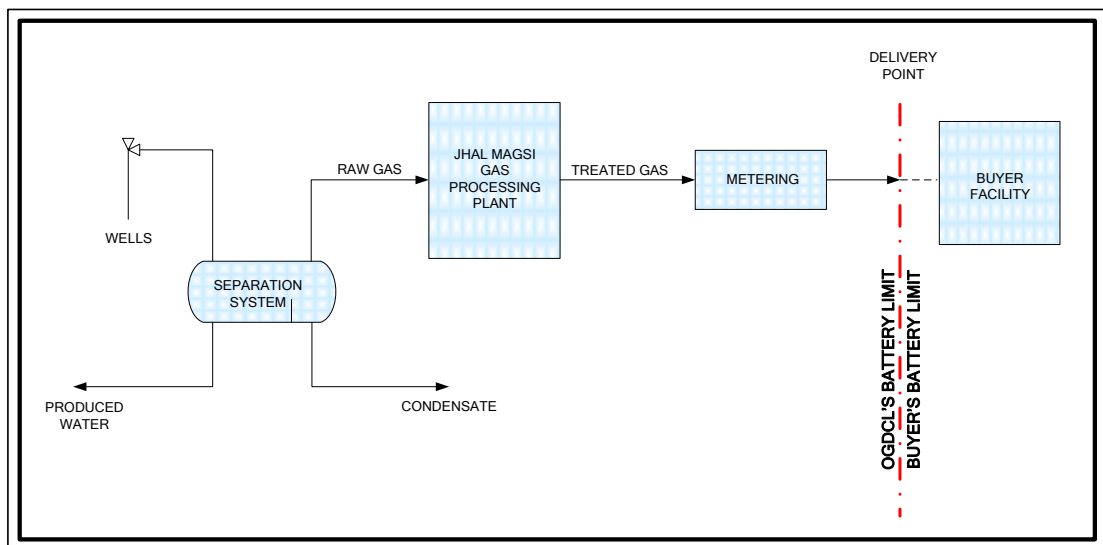 DELIVERY
POINT
JHAL MAGSI
GAS
PROCESSING
PLANT
RAW GAS
TREATED GAS
METERING
BUYER
FACILITY
WELLS
SEPARATION
SYSTEM
OGDCL'S BATTERY LIMIT
BUYER'S BATTERY LIMIT
PRODUCED
WATER
CONDENSATE